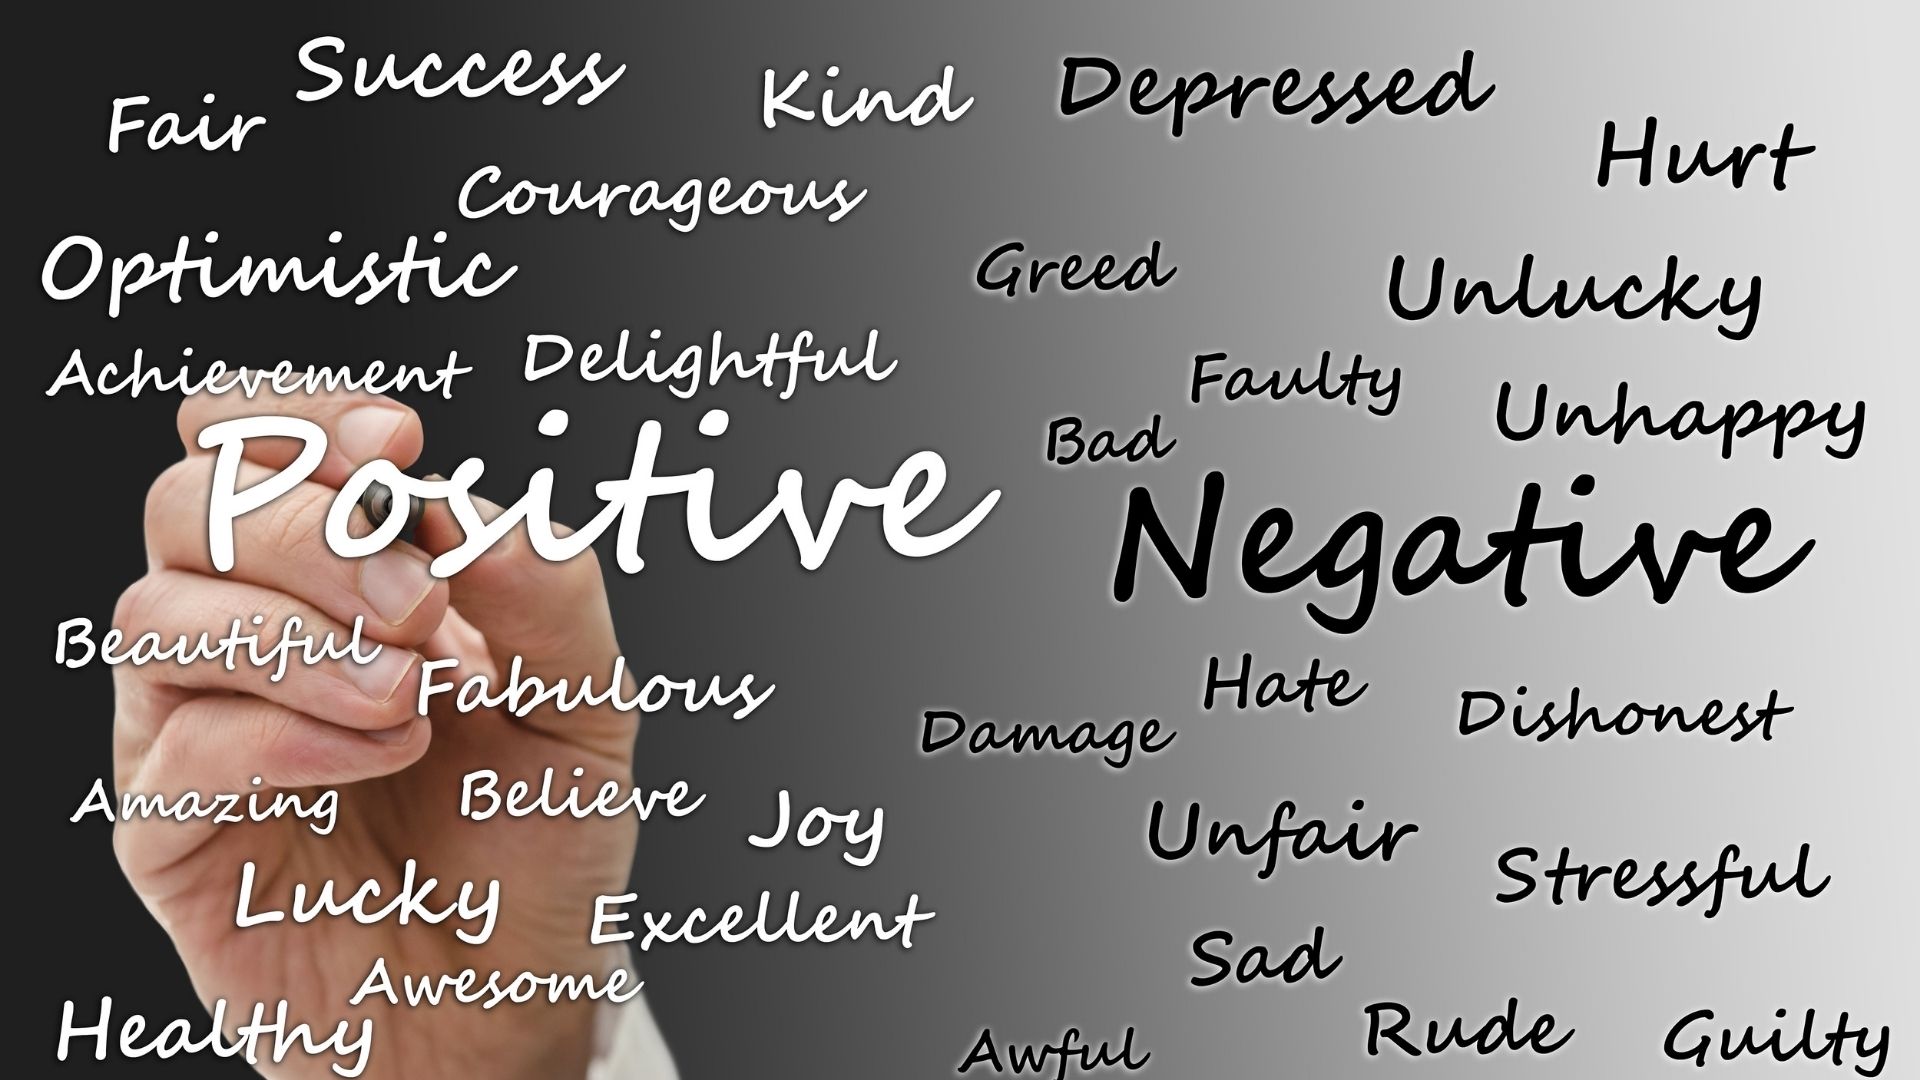 Success
Fair
Kind
Courageous
Optimistic
Achievement
Delightful
Positive
Beautiful
Fabulous
Amazing
Believe
Joy
Lucky
Excellent
Awesome
Healthy
Depressed
Hurt
Greed
Unlucky
Faulty
Unhappy
Bad
Negative
Hate
Dishonest
Damage
Unfair
Stressful
Sad
Rude
Guilty
Awful